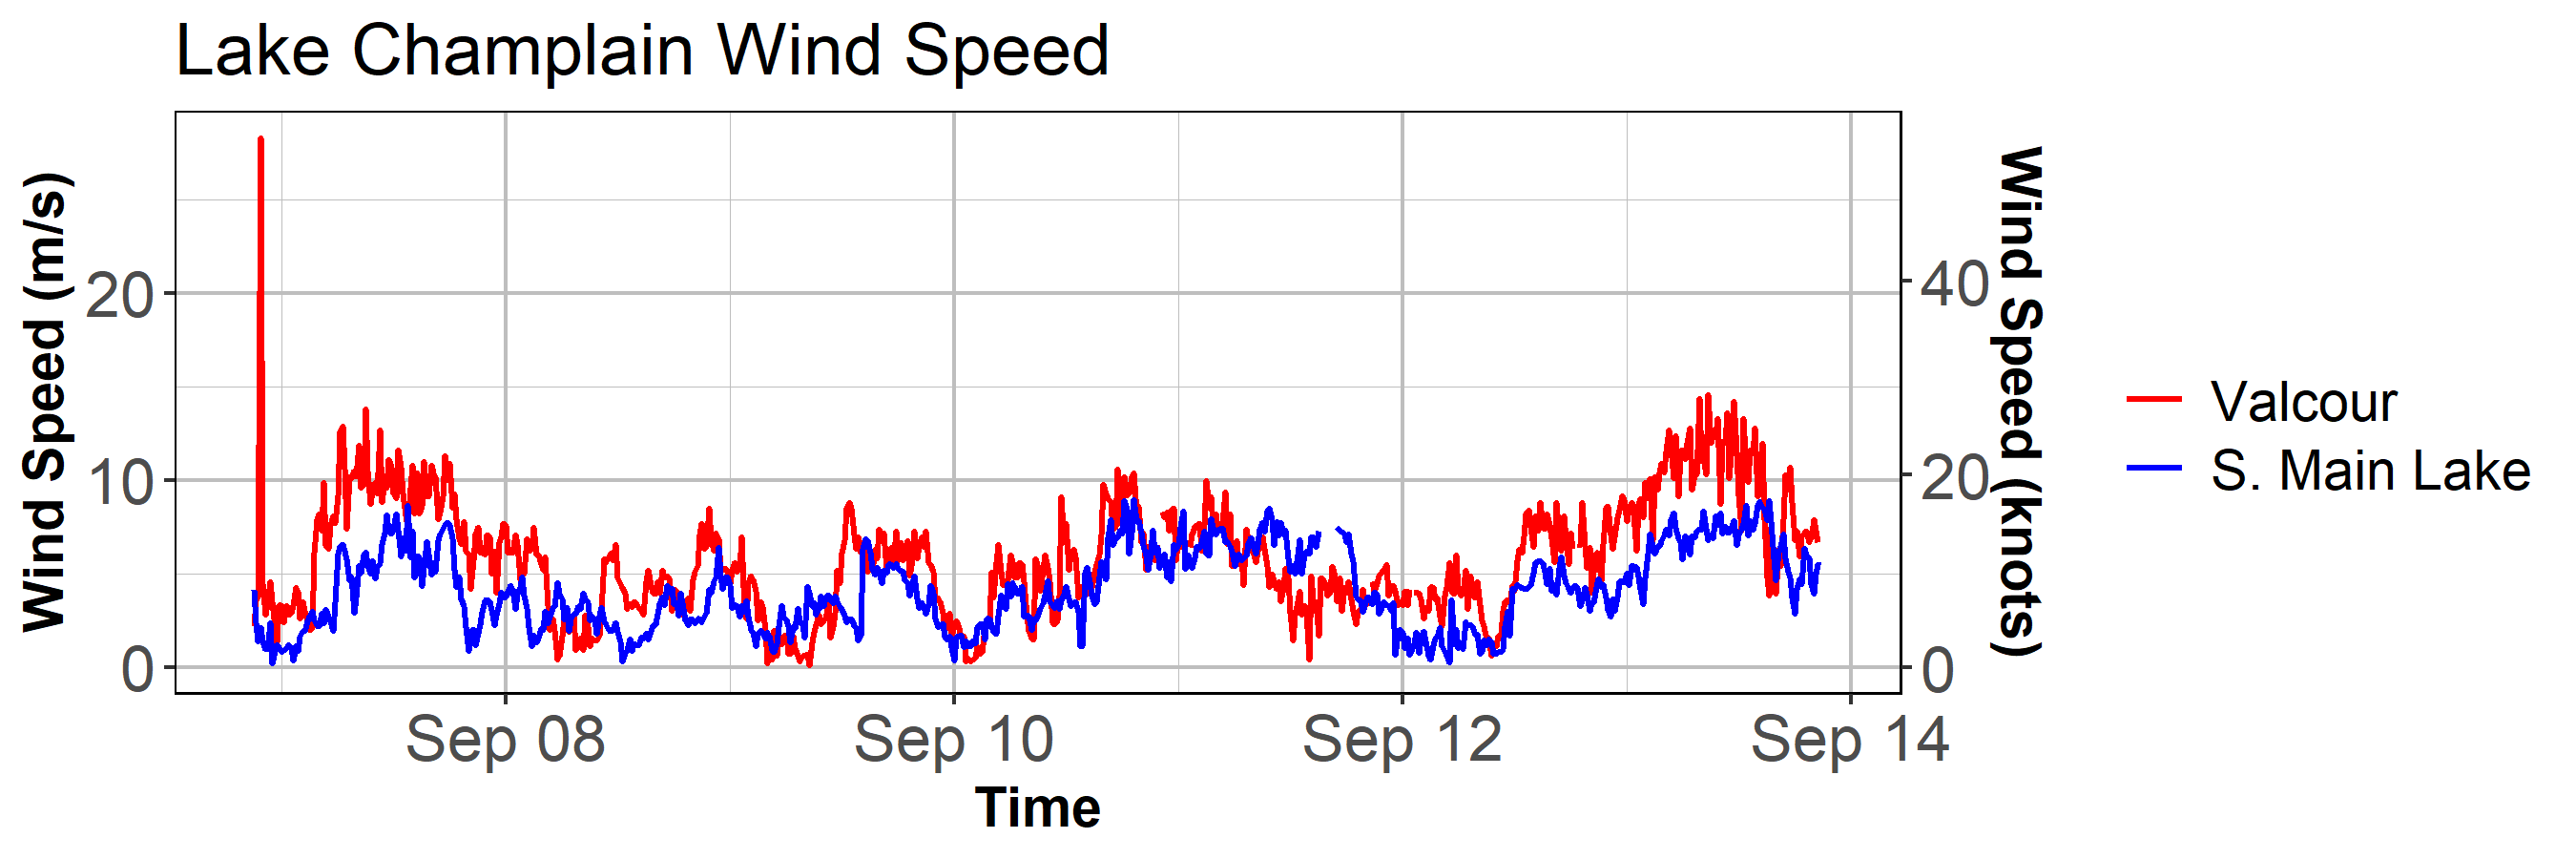 Lake Champlain Wind Speed
Wind Speed (m/s)
20
10
0
40
20
0
Wind Speed (knots)
Sep 08
Sep 10
Sep 12
Sep 14
Time
Valcour
S. Main Lake